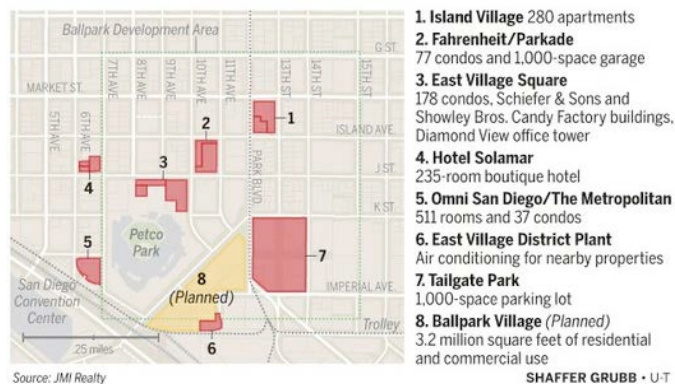 Ballpark Development Area
G ST.
7TH AVE
8TH AVE
9TH AVE
10TH AVE
11TH AVE
13TH ST.
14TH ST.
15TH ST.
MARKET ST.
5TH AVE
6TH AVE
ISLAND AVE.
PARK BLVD.
J ST.
K ST.
IMPERIAL AVE.
1
2
3
4
5
Petco
Park
7
8
(Planned)
San Diego
Convention
Center
6
Trolley
.25 miles
1. Island Village 280 apartments
2. Fahrenheit/Parkade
77 condos and 1,000-space garage
3. East Village Square
178 condos, Schiefer & Sons and
Showley Bros. Candy Factory buildings,
Diamond View office tower
4. Hotel Solamar
235-room boutique hotel
5. Omni San Diego/The Metropolitan
511 rooms and 37 condos
6. East Village District Plant
Air conditioning for nearby properties
7. Tailgate Park
1,000-space parking lot
8. Ballpark Village (Planned)
3.2 million square feet of residential
and commercial use
Source: JMI Realty
SHAFFER GRUBB • U-T